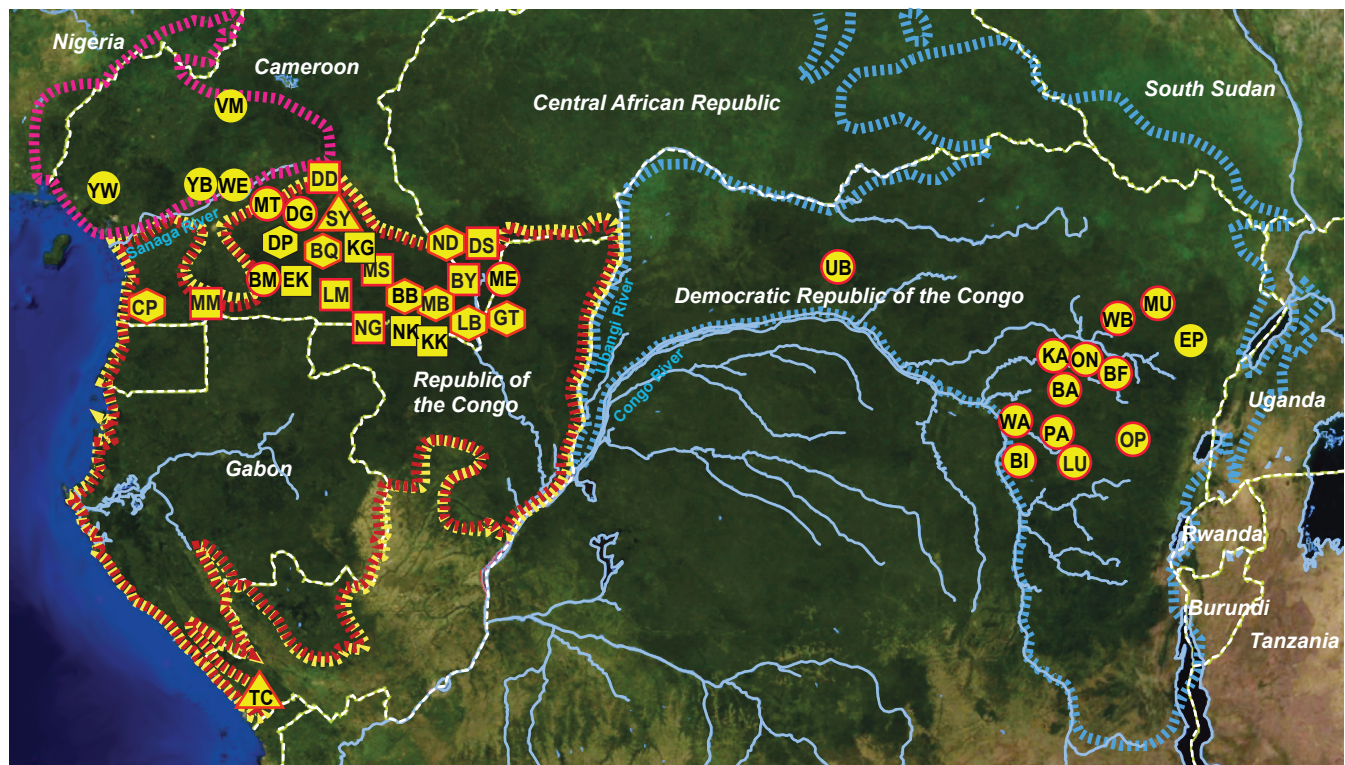 Nigeria
Cameroon
Central African Republic
South Sudan
VM
YW
YB
WE
DD
MT
DG
SY
Sanaga River
DP
BQ
KG
ND
DS
MS
BM
EK
BY
ME
UB
LM
BB
MB
CP
MM
Democratic Republic of the Congo
MU
WB
NG
NK
KK
LB
GT
EP
Ubangi River
KA
ON
BF
BA
Congo River
Republic of
the Congo
Uganda
WA
PA
OP
BI
LU
Gabon
Rwanda
Burundi
Tanzania
TC